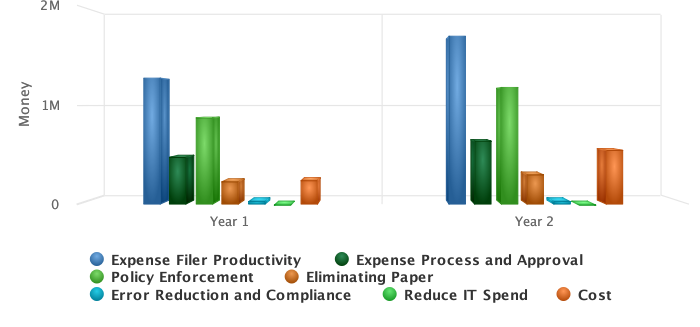 2M
Money
1M
0
Year 1 Year 2
Expense Filer Productivity Expense Process and Approval
Policy Enforcement Eliminating Paper
Error Reduction and Compliance Reduce IT Spend Cost